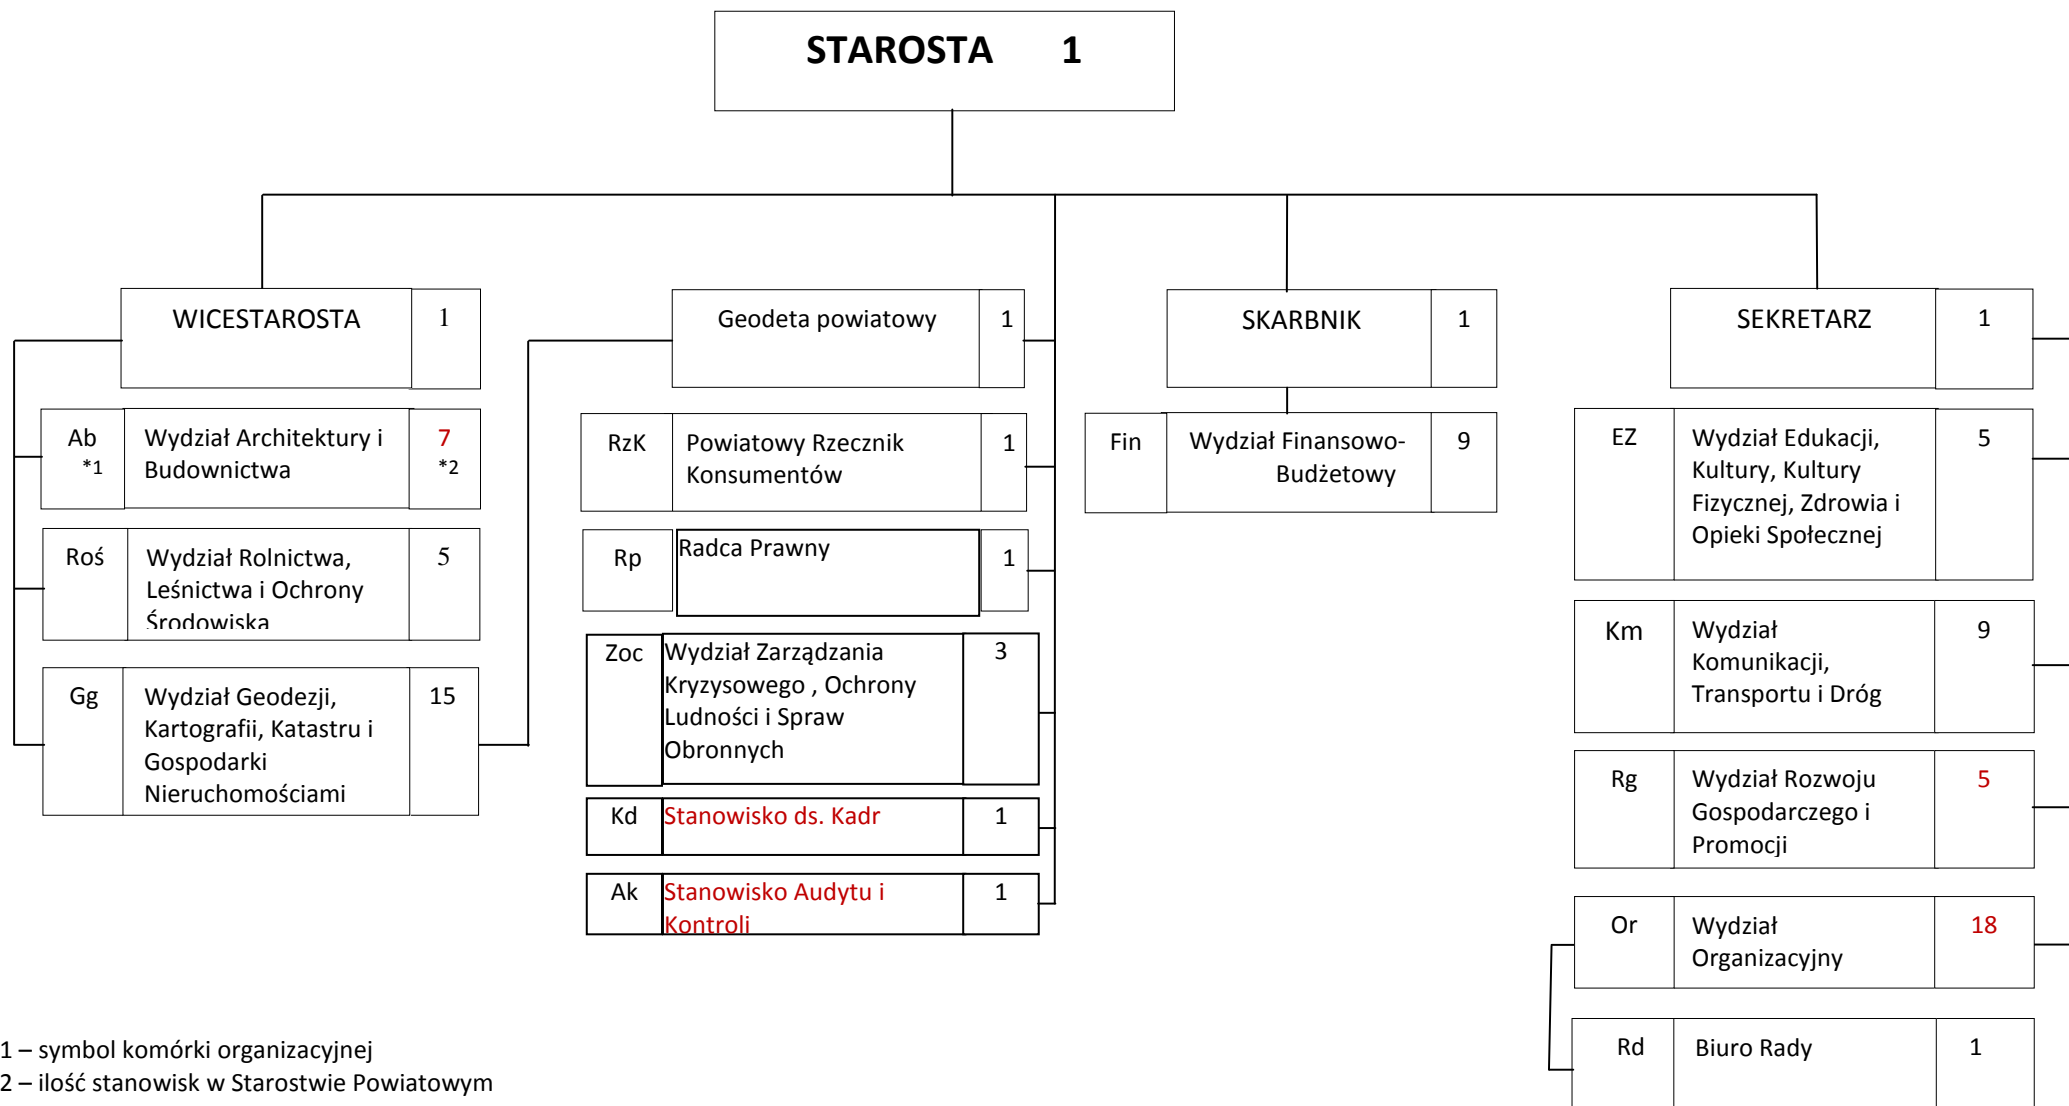 STAROSTA 1
WICESTAROSTA 1
Ab
*1
Wydział Architektury i
Budownictwa
7
*2
Roś
Wydział Rolnictwa,
Leśnictwa i Ochrony
Środowiska
5
Gg
Wydział Geodezji,
Kartografii, Katastru i
Gospodarki
Nieruchomościami
15
Geodeta powiatowy 1
RzK
Powiatowy Rzecznik
Konsumentów
1
Rp
Radca Prawny
1
Zoc
Wydział Zarządzania
Kryzysowego , Ochrony
Ludności i Spraw
Obronnych
3
Kd
Stanowisko ds. Kadr
1
Ak
Stanowisko Audytu i
Kontroli
1
SKARBNIK 1
Fin
Wydział Finansowo-
Budżetowy
9
SEKRETARZ 1
EZ
Wydział Edukacji,
Kultury, Kultury
Fizycznej, Zdrowia i
Opieki Społecznej
5
Km
Wydział
Komunikacji,
Transportu i Dróg
9
Rg
Wydział Rozwoju
Gospodarczego i
Promocji
5
Or
Wydział
Organizacyjny
18
Rd
Biuro Rady
1
1 – symbol komórki organizacyjnej
2 – ilość stanowisk w Starostwie Powiatowym